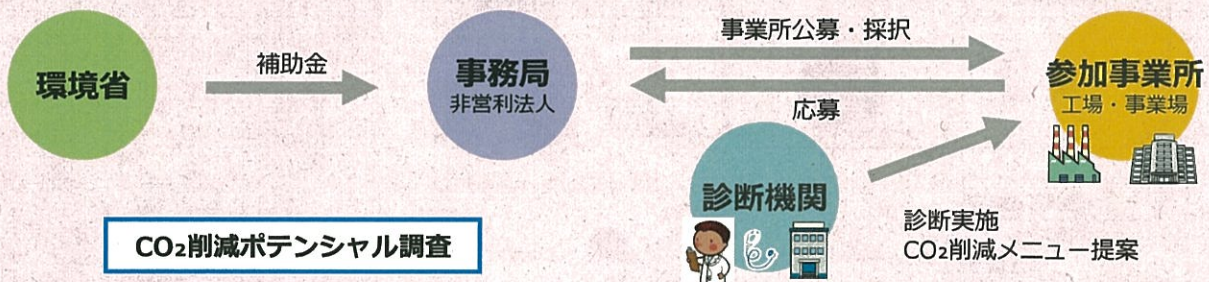 環境省
補助金
事務局
非営利法人
事業所公募・採択
応募
参加事業所
工場・事業場
診断機関
診断実施
CO₂削減メニュー提案
CO₂削減ポテンシャル調査